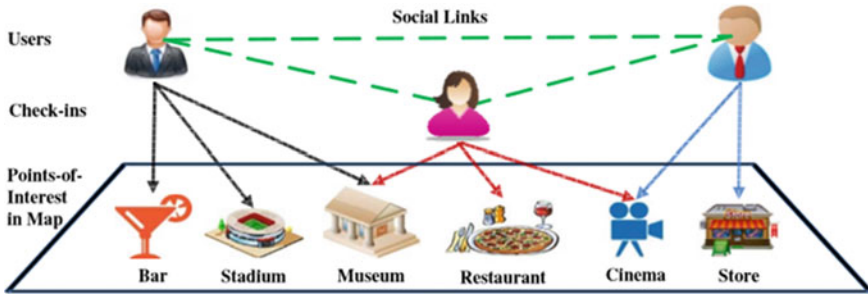 Social Links
Users
Check-ins
Points-of-
Interest
in Map
Bar
Stadium
Museum
Restaurant
Cinema
Store